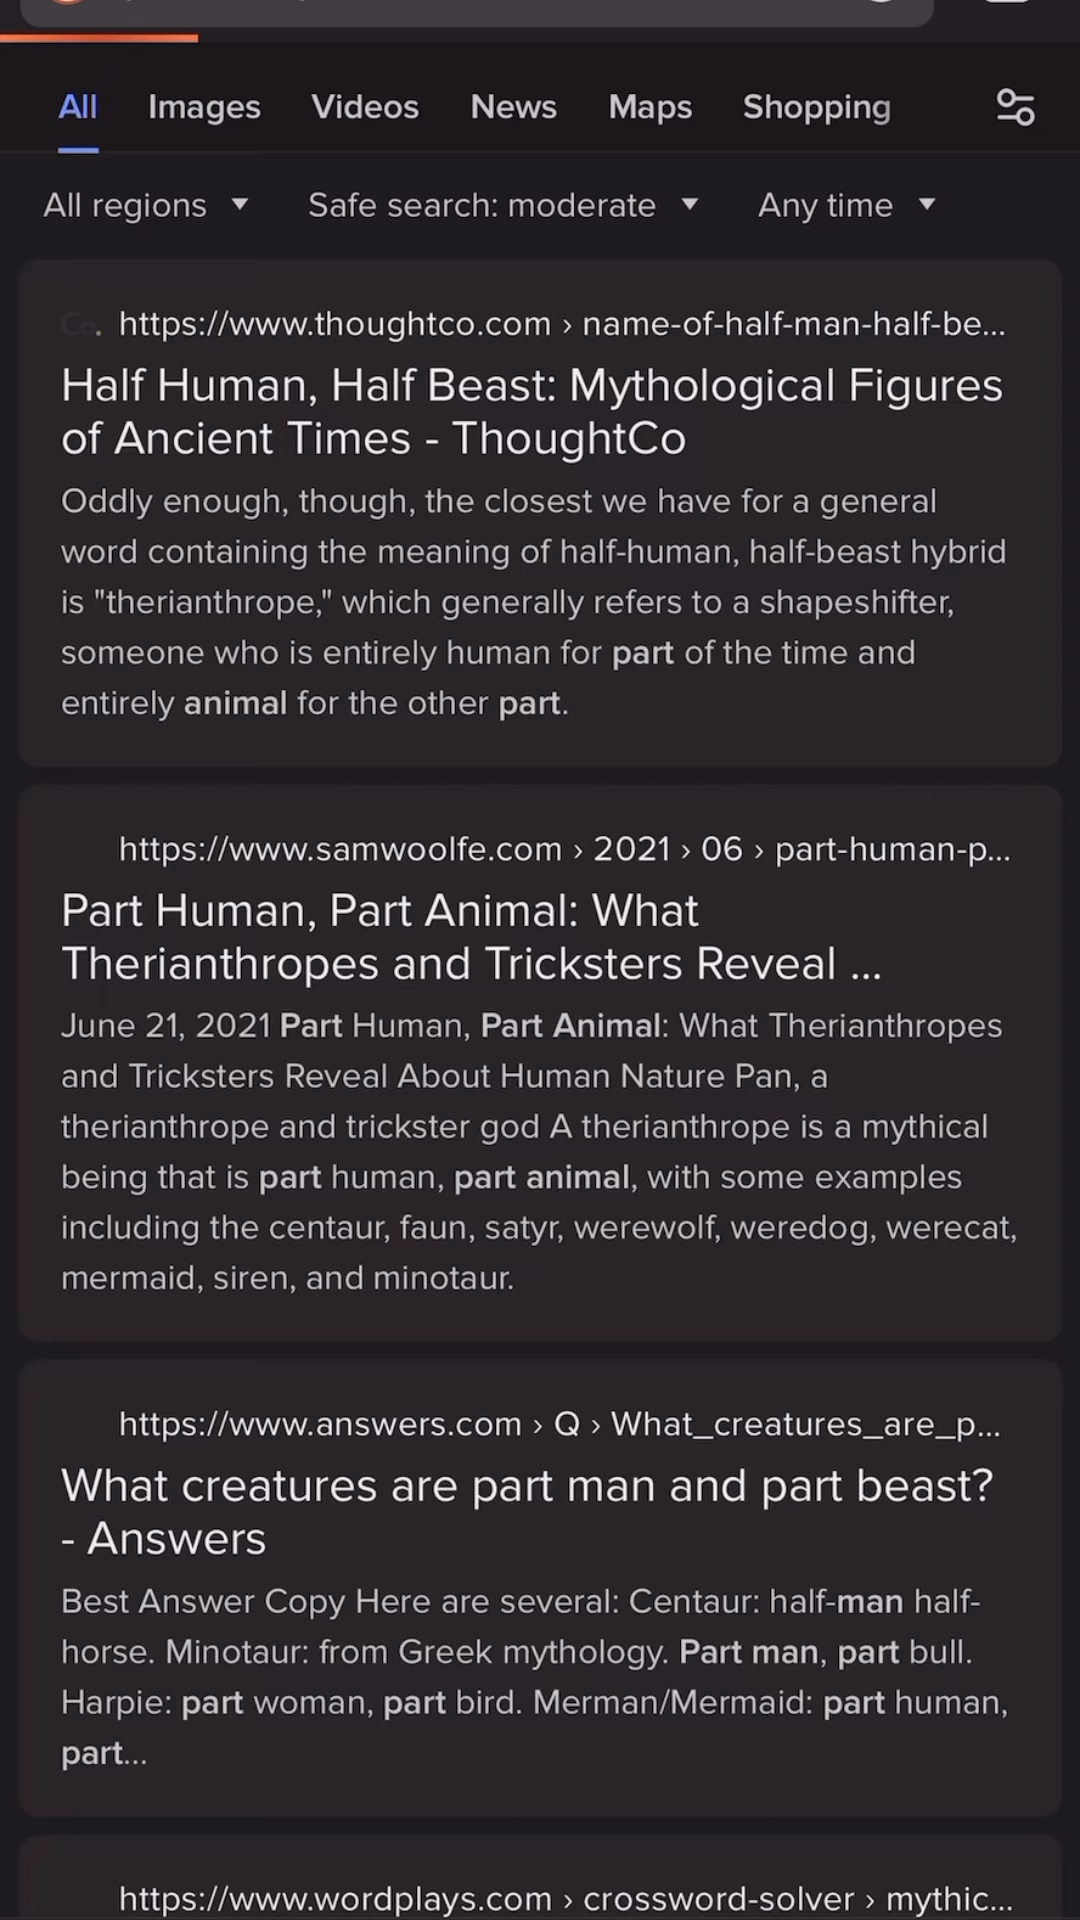 All Images Videos News Maps Shopping
All regions ▼ Safe search: moderate ▼ Any time ▼
Co. https://www.thoughtco.com › name-of-half-man-half-be...
Half Human, Half Beast: Mythological Figures
of Ancient Times - ThoughtCo
Oddly enough, though, the closest we have for a general
word containing the meaning of half-human, half-beast hybrid
is "therianthrope," which generally refers to a shapeshifter,
someone who is entirely human for part of the time and
entirely animal for the other part.
https://www.samwoolfe.com › 2021 › 06 › part-human-p...
Part Human, Part Animal: What
Therianthropes and Tricksters Reveal ...
June 21, 2021 Part Human, Part Animal: What Therianthropes
and Tricksters Reveal About Human Nature Pan, a
therianthrope and trickster god A therianthrope is a mythical
being that is part human, part animal, with some examples
including the centaur, faun, satyr, werewolf, weredog, werecat,
mermaid, siren, and minotaur.
https://www.answers.com › Q › What_creatures_are_p...
What creatures are part man and part beast?
- Answers
Best Answer Copy Here are several: Centaur: half-man half-
horse. Minotaur: from Greek mythology. Part man, part bull.
Harpie: part woman, part bird. Merman/Mermaid: part human,
part...
https://www.wordplays.com › crossword-solver › mythic...